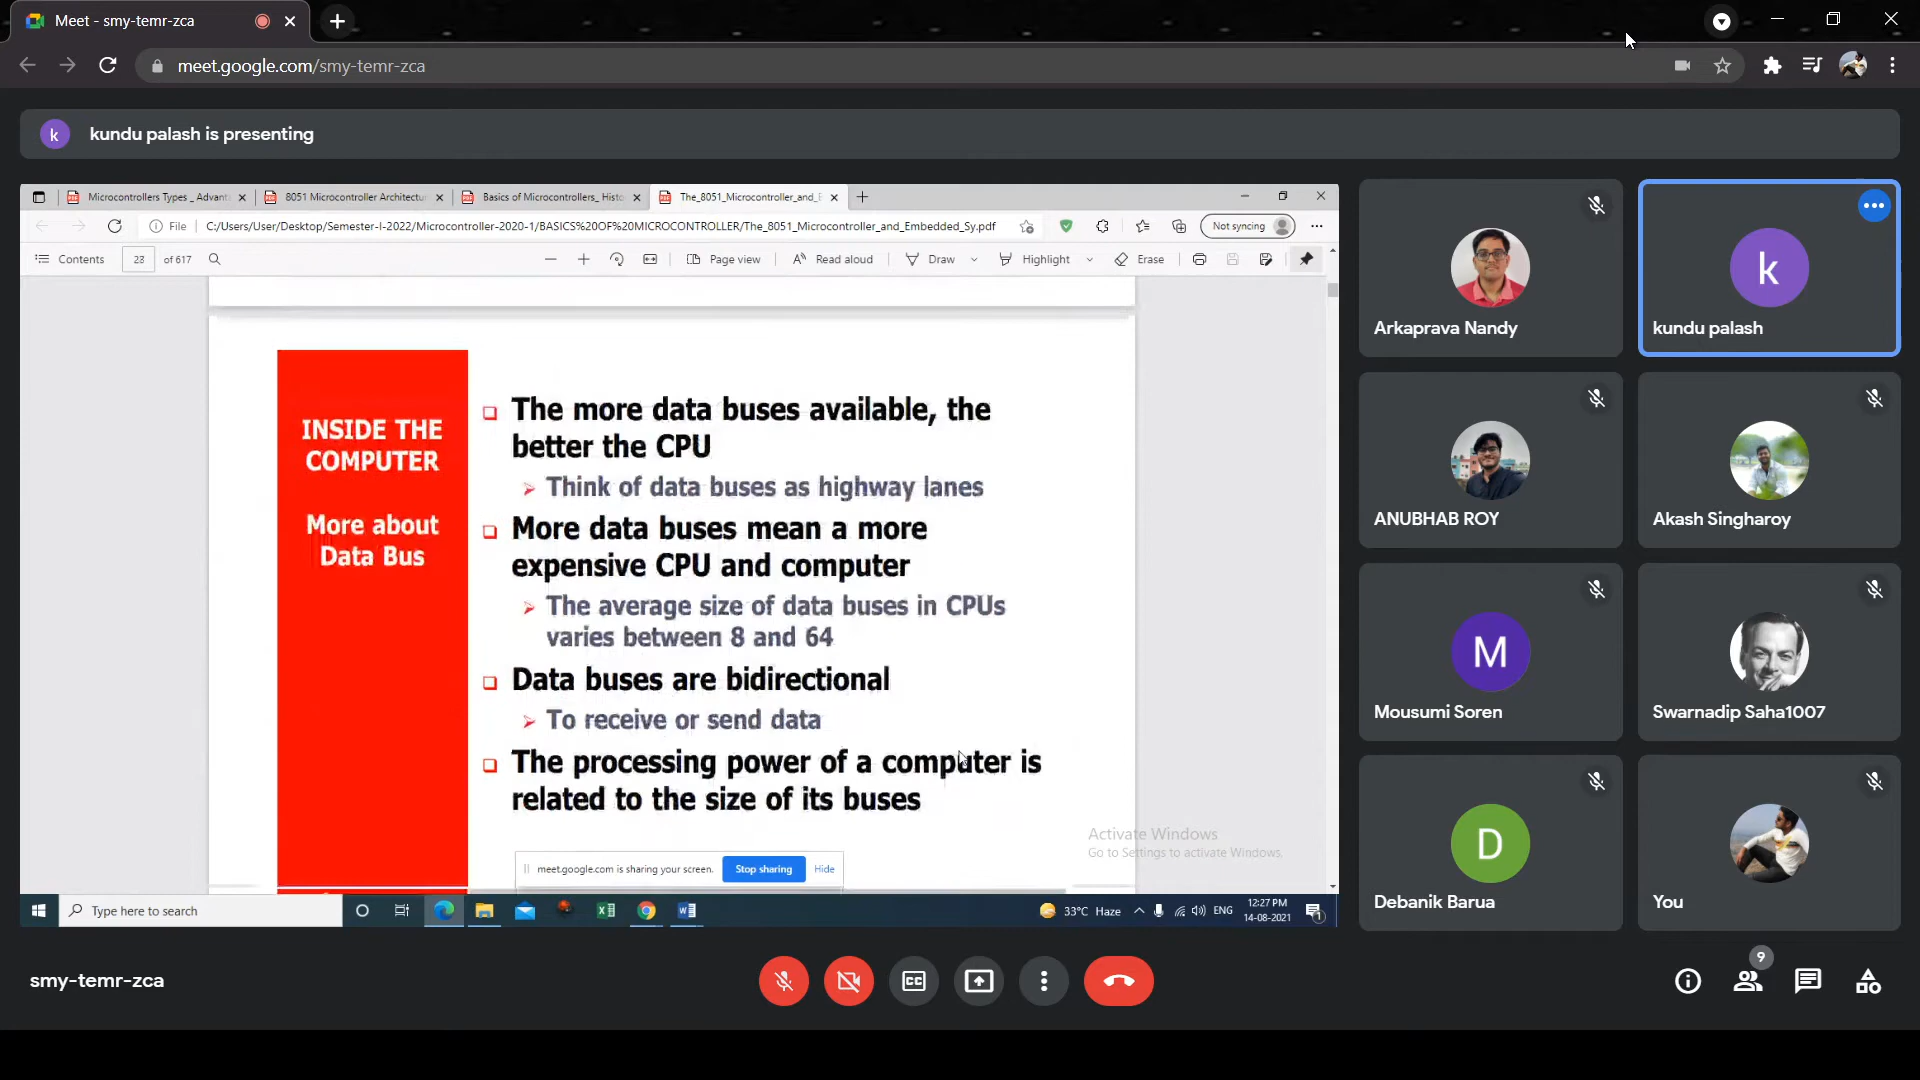 Meet - smy-temr-zca
meet.google.com/smy-temr-zca
k
kundu palash is presenting
Microcontrollers Types _ Advant
8051 Microcontroller Architectur
Basics of Microcontrollers_ Histo
The_8051_Microcontroller_and_E
File
C:/Users/User/Desktop/Semester-I-2022/Microcontroller-2020-1/BASICS%20OF%20MICROCONTROLLER/The_8051_Microcontroller_and_Embedded_Sy.pdf
Not syncing
Contents
23
of 617
Page view
Read aloud
Draw
Highlight
Erase
INSIDE THE
COMPUTER
More about
Data Bus
The more data buses available, the
better the CPU
Think of data buses as highway lanes
More data buses mean a more
expensive CPU and computer
The average size of data buses in CPUs
varies between 8 and 64
Data buses are bidirectional
To receive or send data
The processing power of a computer is
related to the size of its buses
Activate Windows
Go to Settings to activate Windows.
meet.google.com is sharing your screen.
Stop sharing
Hide
Type here to search
33°C Haze
ENG
12:27 PM
14-08-2021
1
Arkaprava Nandy
k
kundu palash
ANUBHAB ROY
Akash Singharoy
M
Mousumi Soren
Swarnadip Saha1007
D
Debanik Barua
You
smy-temr-zca
CC
9